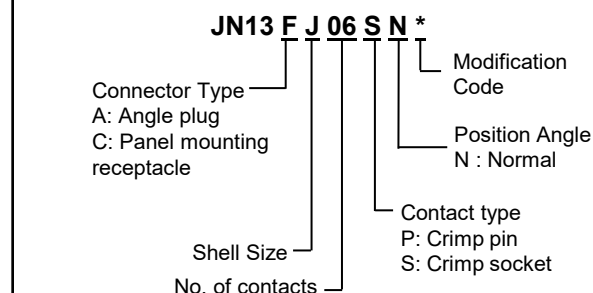 JN13 F J 06 S N *
Modification
Code
Connector Type
A: Angle plug
C: Panel mounting
receptacle
Position Angle
N : Normal
Contact type
P: Crimp pin
S: Crimp socket
Shell Size
No. of contacts